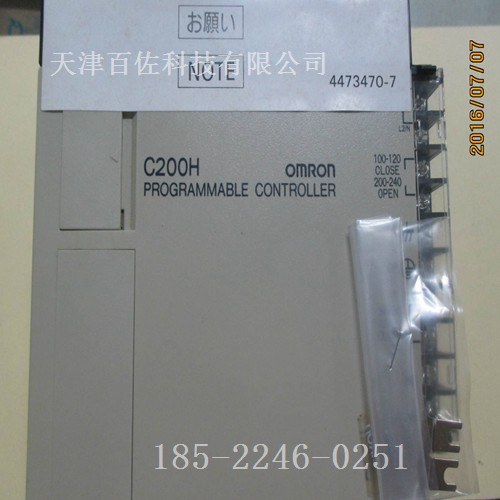 お願い
天津百佐科技有限公司
NOTE
4473470-7
2016/07/07
L2/N
C200H
OMRON
PROGRAMMABLE CONTROLLER
100-120
CLOSE
200-240
OPEN
185-2246-0251